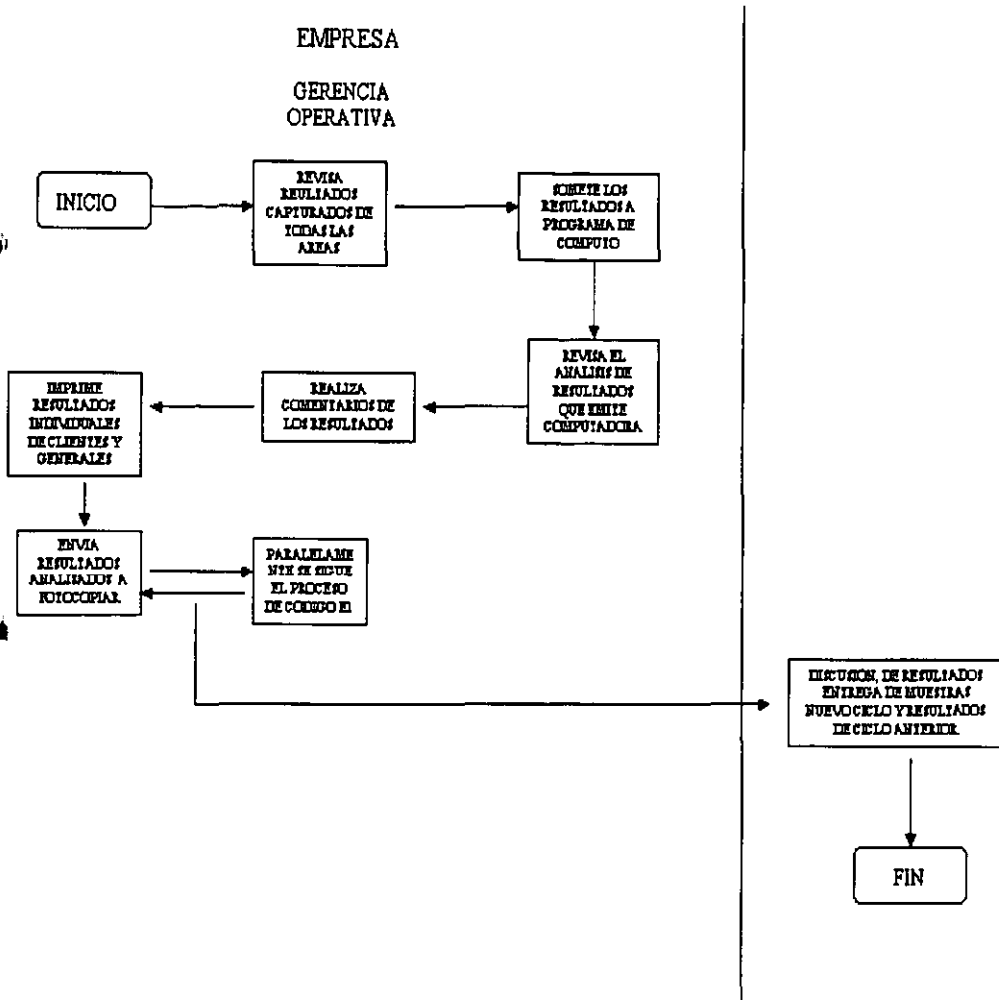 EMPRESA
GERENCIA
OPERATIVA
INICIO
REVISA
REULTADOS
CAPTURADOS DE
TODAS LAS
AREAS
SOMETE LOS
RESULTADOS A
PROGRAMA DE
COMPUTO
REVISA EL
ANALISIS DE
RESULTADOS
QUE EMITE
COMPUTADORA
REALIZA
COMENTARIOS DE
LOS RESULTADOS
IMPRIME
RESULTADOS
INDIVIDUALES
DE CLIENTES Y
GENERALES
ENVIA
RESULTADOS
ANALISADOS A
FOTOCOPIAR
PARALELAME
NTE SE SIGUE
EL PROCESO
DE CODIGO
DISCUSION, DE RESULTADOS
ENTREGA DE MUESTRAS
NUEVO CICLO Y RESULTADOS
DE CICLO ANTERIOR
FIN